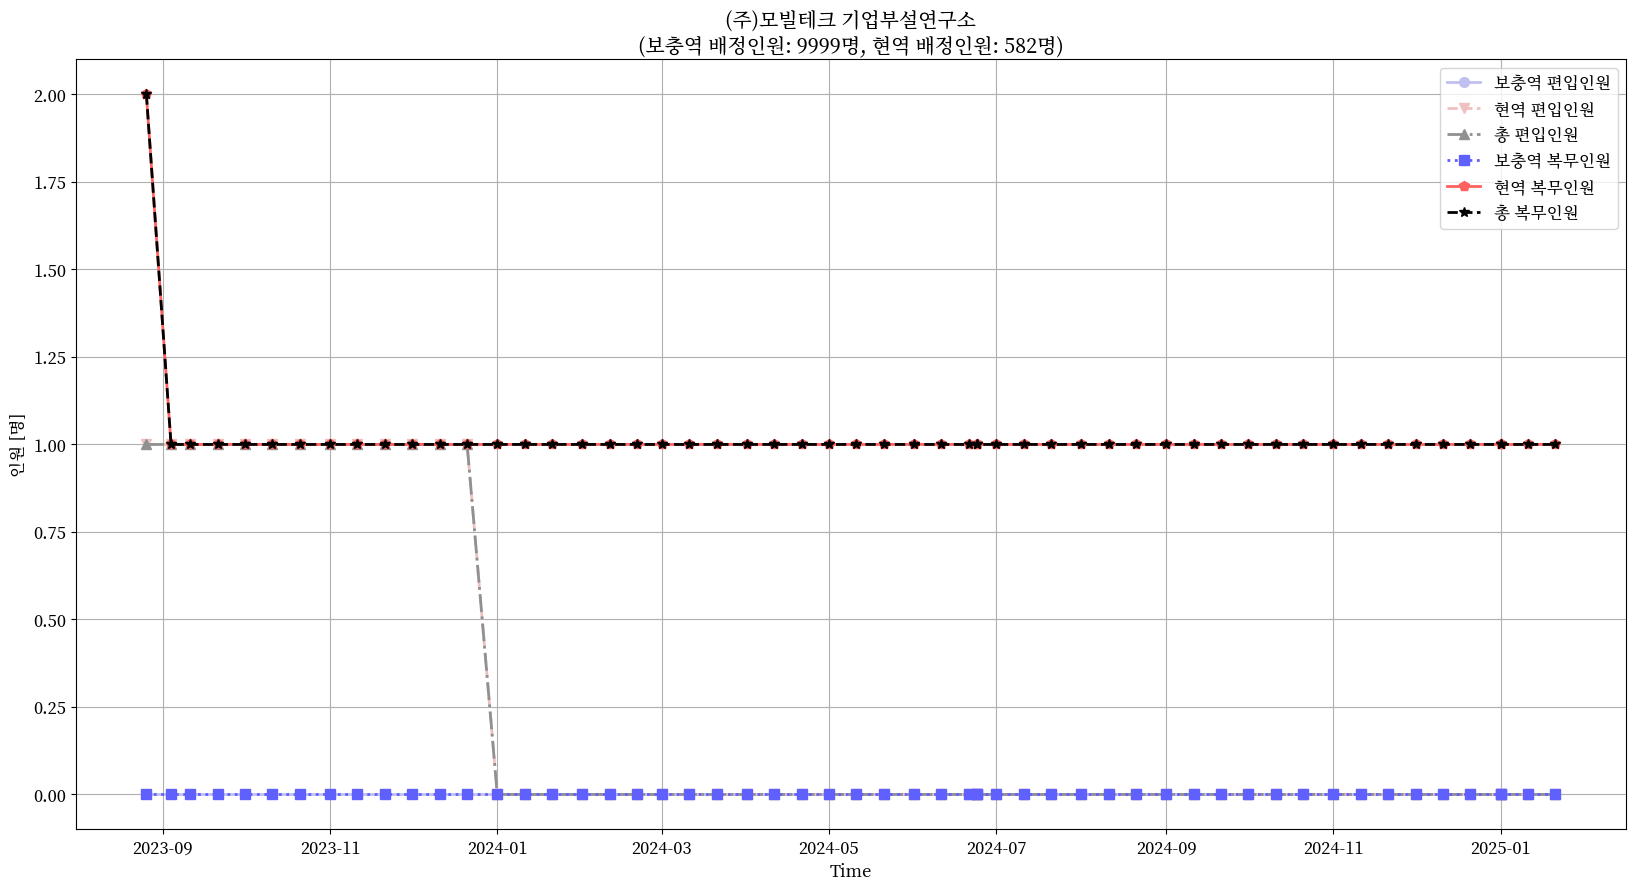 (주)모빌테크 기업부설연구소
(보충역 배정인원: 9999명, 현역 배정인원: 582명)
보충역 편입인원
현역 편입인원
총 편입인원
보충역 복무인원
현역 복무인원
총 복무인원
인원 [명]
2.00
1.75
1.50
1.25
1.00
0.75
0.50
0.25
0.00
2023-09
2023-11
2024-01
2024-03
2024-05
2024-07
2024-09
2024-11
2025-01
Time